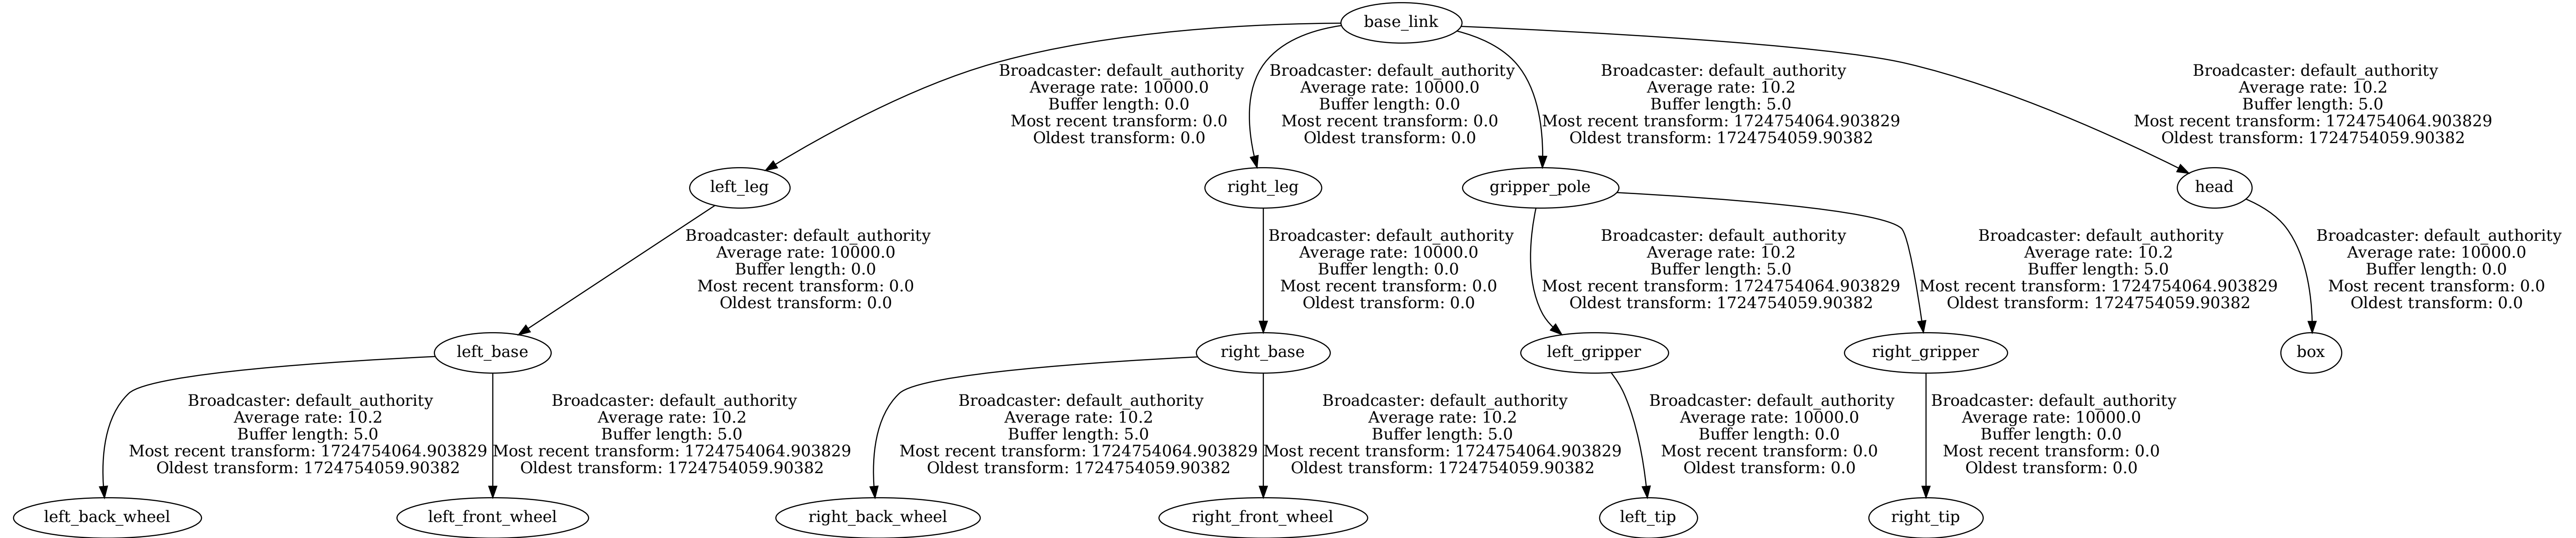 base_link
Broadcaster: default_authority
Average rate: 10000.0
Buffer length: 0.0
Most recent transform: 0.0
Oldest transform: 0.0
Broadcaster: default_authority
Average rate: 10000.0
Buffer length: 0.0
Most recent transform: 0.0
Oldest transform: 0.0
Broadcaster: default_authority
Average rate: 10.2
Buffer length: 5.0
Most recent transform: 1724754064.903829
Oldest transform: 1724754059.90382
Broadcaster: default_authority
Average rate: 10.2
Buffer length: 5.0
Most recent transform: 1724754064.903829
Oldest transform: 1724754059.90382
left_leg
right_leg
gripper_pole
head
Broadcaster: default_authority
Average rate: 10000.0
Buffer length: 0.0
Most recent transform: 0.0
Oldest transform: 0.0
Broadcaster: default_authority
Average rate: 10000.0
Buffer length: 0.0
Most recent transform: 0.0
Oldest transform: 0.0
Broadcaster: default_authority
Average rate: 10.2
Buffer length: 5.0
Most recent transform: 1724754064.903829
Oldest transform: 1724754059.90382
Broadcaster: default_authority
Average rate: 10.2
Buffer length: 5.0
Most recent transform: 1724754064.903829
Oldest transform: 1724754059.90382
Broadcaster: default_authority
Average rate: 10000.0
Buffer length: 0.0
Most recent transform: 0.0
Oldest transform: 0.0
left_base
right_base
left_gripper
right_gripper
box
Broadcaster: default_authority
Average rate: 10.2
Buffer length: 5.0
Most recent transform: 1724754064.903829
Oldest transform: 1724754059.90382
Broadcaster: default_authority
Average rate: 10.2
Buffer length: 5.0
Most recent transform: 1724754064.903829
Oldest transform: 1724754059.90382
Broadcaster: default_authority
Average rate: 10.2
Buffer length: 5.0
Most recent transform: 1724754064.903829
Oldest transform: 1724754059.90382
Broadcaster: default_authority
Average rate: 10.2
Buffer length: 5.0
Most recent transform: 1724754064.903829
Oldest transform: 1724754059.90382
Broadcaster: default_authority
Average rate: 10000.0
Buffer length: 0.0
Most recent transform: 0.0
Oldest transform: 0.0
Broadcaster: default_authority
Average rate: 10000.0
Buffer length: 0.0
Most recent transform: 0.0
Oldest transform: 0.0
left_back_wheel
left_front_wheel
right_back_wheel
right_front_wheel
left_tip
right_tip